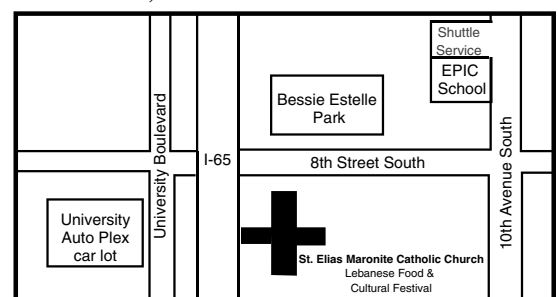 Shuttle
Service
EPIC
School
Bessie Estelle
Park
University Boulevard
I-65
8th Street South
10th Avenue South
University
Auto Plex
car lot
St. Elias Maronite Catholic Church
Lebanese Food &
Cultural Festival